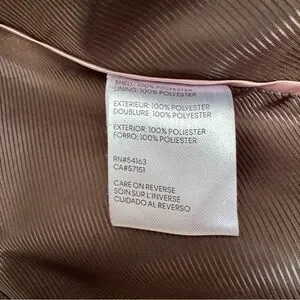 SHELL: 100% POLYESTER
LINING: 100% POLYESTER
EXTERIEUR: 100% POLYESTER
DOUBLURE: 100% POLYESTER
EXTERIOR: 100% POLIESTER
FORRO: 100% POLIESTER
RN#54163
CA#57151
CARE ON REVERSE
SOIN SUR L'INVERSE
CUIDADO AL REVERSO